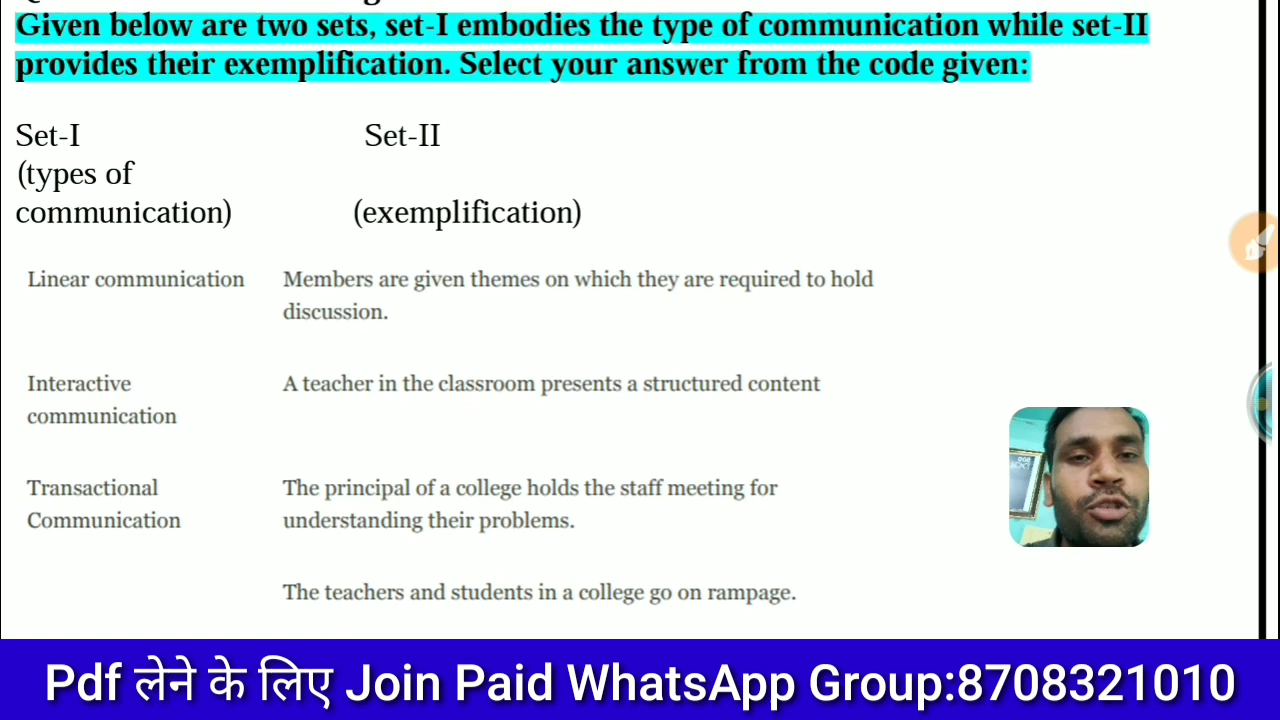 Given below are two sets, set-I embodies the type of communication while set-II
provides their exemplification. Select your answer from the code given:
Set-I Set-II
(types of
communication) (exemplification)
Linear communication Members are given themes on which they are required to hold
discussion.
Interactive A teacher in the classroom presents a structured content
communication
Transactional The principal of a college holds the staff meeting for
Communication understanding their problems.
The teachers and students in a college go on rampage.
Pdf लेने के लिए Join Paid WhatsApp Group:8708321010